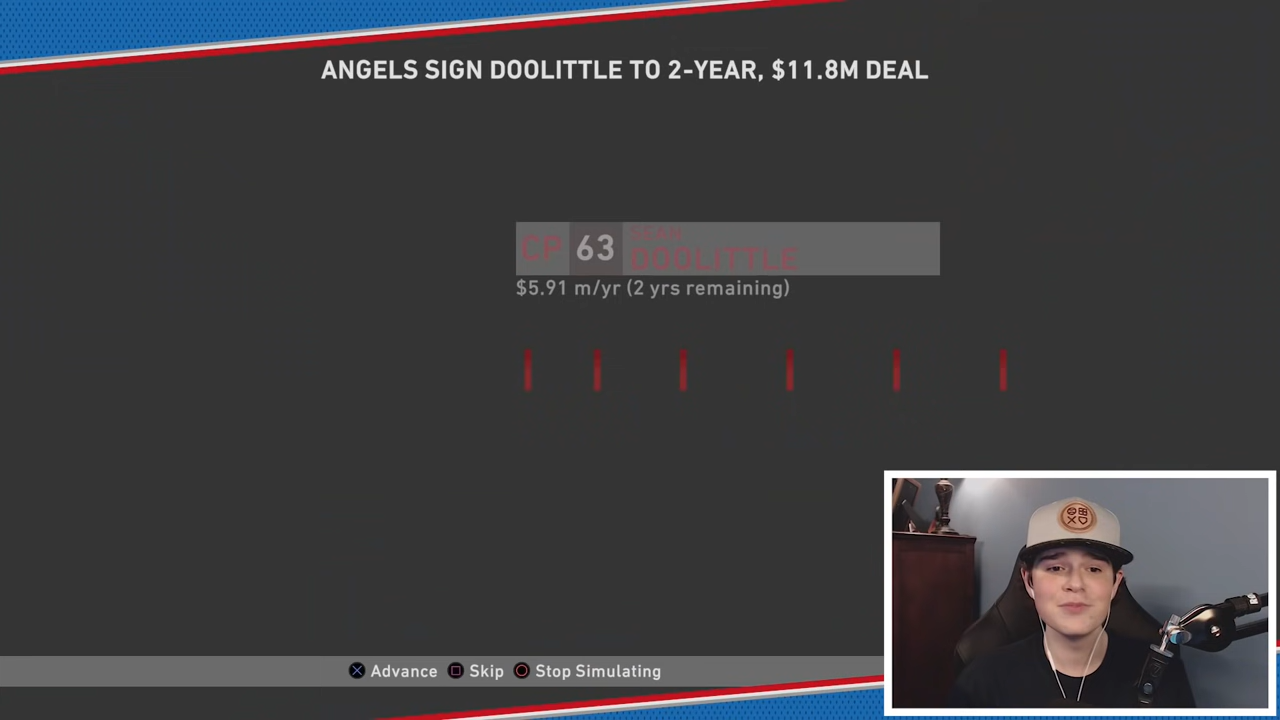 ANGELS SIGN DOOLITTLE TO 2-YEAR, $11.8M DEAL
CP 63 SEAN DOOLITTLE
$5.91 m/yr (2 yrs remaining)
Advance Skip Stop Simulating